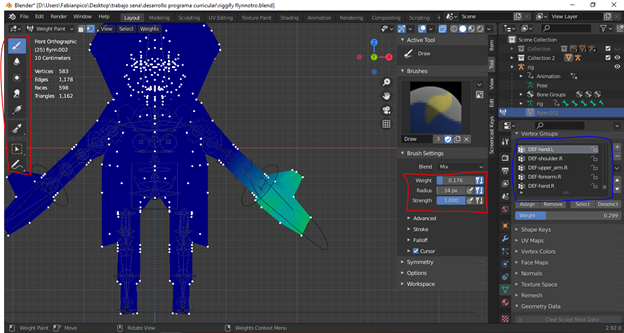 Blender* [D:\Users\Fabianpico\Desktop\trabajo sena\desarrollo programa curricular\riggify flynnotro.blend]
File Edit Render Window Help Layout Modeling Sculpting UV Editing Texture Paint Shading Animation Rendering Scene View Layer
Weight Paint View Select Weights
Front Orthographic
(25) flynn.002
10 Centimeters
Vertices 583
Edges 1,178
Faces 598
Triangles 1,162
Active Tool
Draw
Brushes
Draw 3
Brush Settings
Blend Mix
Weight 0.176
Radius 34 px
Strength 1.000
Advanced
Stroke
Falloff
Cursor
Symmetry
Options
Workspace
Item
Tool
View
Screencast Keys
Scene Collection
Collection
Collection 2
rig
Animation
Pose
Bone Groups
rig
flynn.002
Vertex Groups
DEF-hand.L
DEF-shoulder.R
DEF-upper_arm.R
DEF-forearm.R
DEF-hand.R
Assign Remove Select Deselect
Weight 0.299
Shape Keys
UV Maps
Vertex Colors
Face Maps
Normals
Texture Space
Remesh
Geometry Data
Clear Sculpt Mask Data
Weight Paint Move Rotate View Weights Context Menu 2.92.0